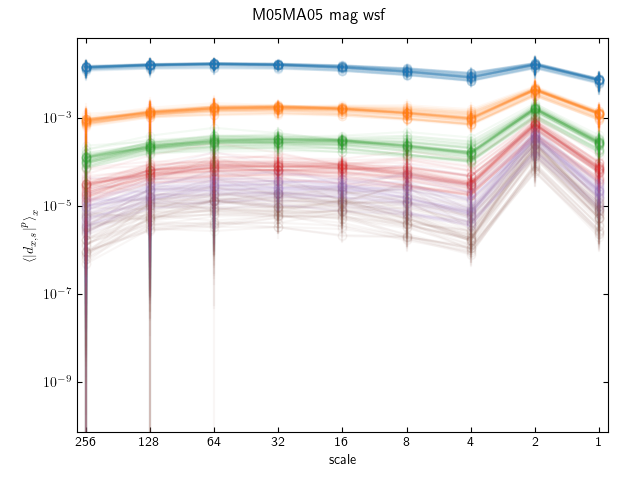 M05MA05 mag wsf
⟨|d_{x,s}|^p⟩_x
10^{-3}
10^{-5}
10^{-7}
10^{-9}
256 128 64 32 16 8 4 2 1
scale